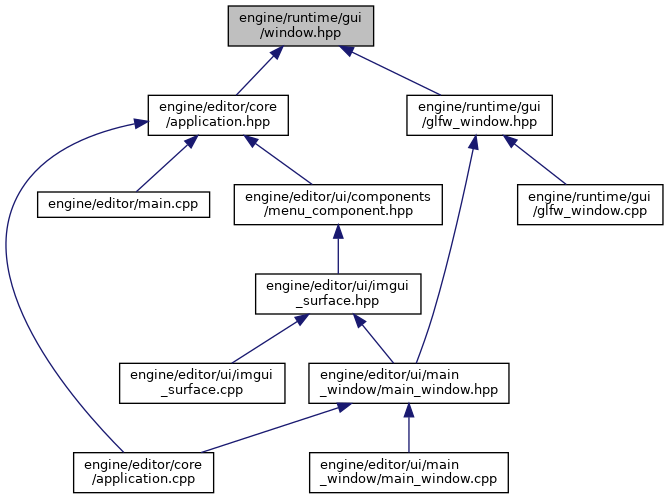 engine/runtime/gui
/window.hpp
engine/editor/core
/application.hpp
engine/runtime/gui
/glfw_window.hpp
engine/editor/main.cpp
engine/editor/ui/components
/menu_component.hpp
engine/runtime/gui
/glfw_window.cpp
engine/editor/ui/imgui
_surface.hpp
engine/editor/ui/imgui
_surface.cpp
engine/editor/ui/main
_window/main_window.hpp
engine/editor/core
/application.cpp
engine/editor/ui/main
_window/main_window.cpp